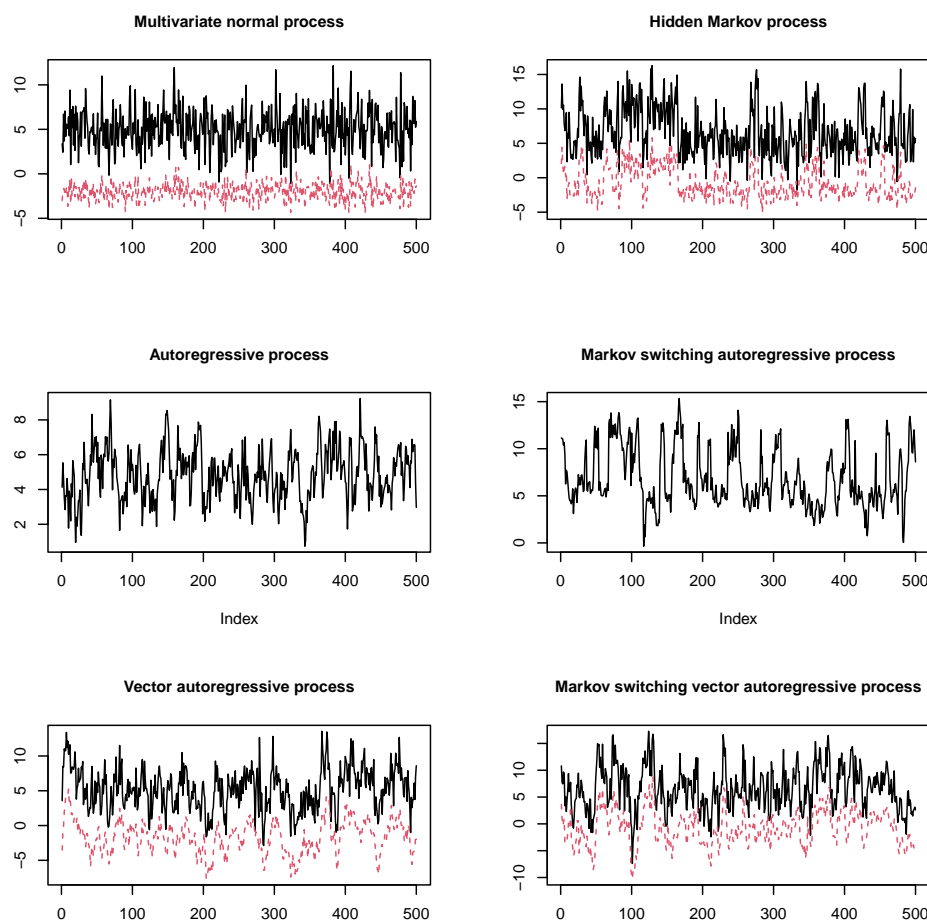 Multivariate normal process
10
5
0
−5
0 100 200 300 400 500
Hidden Markov process
15
10
5
0
−5
0 100 200 300 400 500
Autoregressive process
8
6
4
2
0 100 200 300 400 500
Index
Markov switching autoregressive process
15
10
5
0
0 100 200 300 400 500
Index
Vector autoregressive process
10
5
0
−5
0 100 200 300 400 500
Markov switching vector autoregressive process
10
5
0
−10
0 100 200 300 400 500